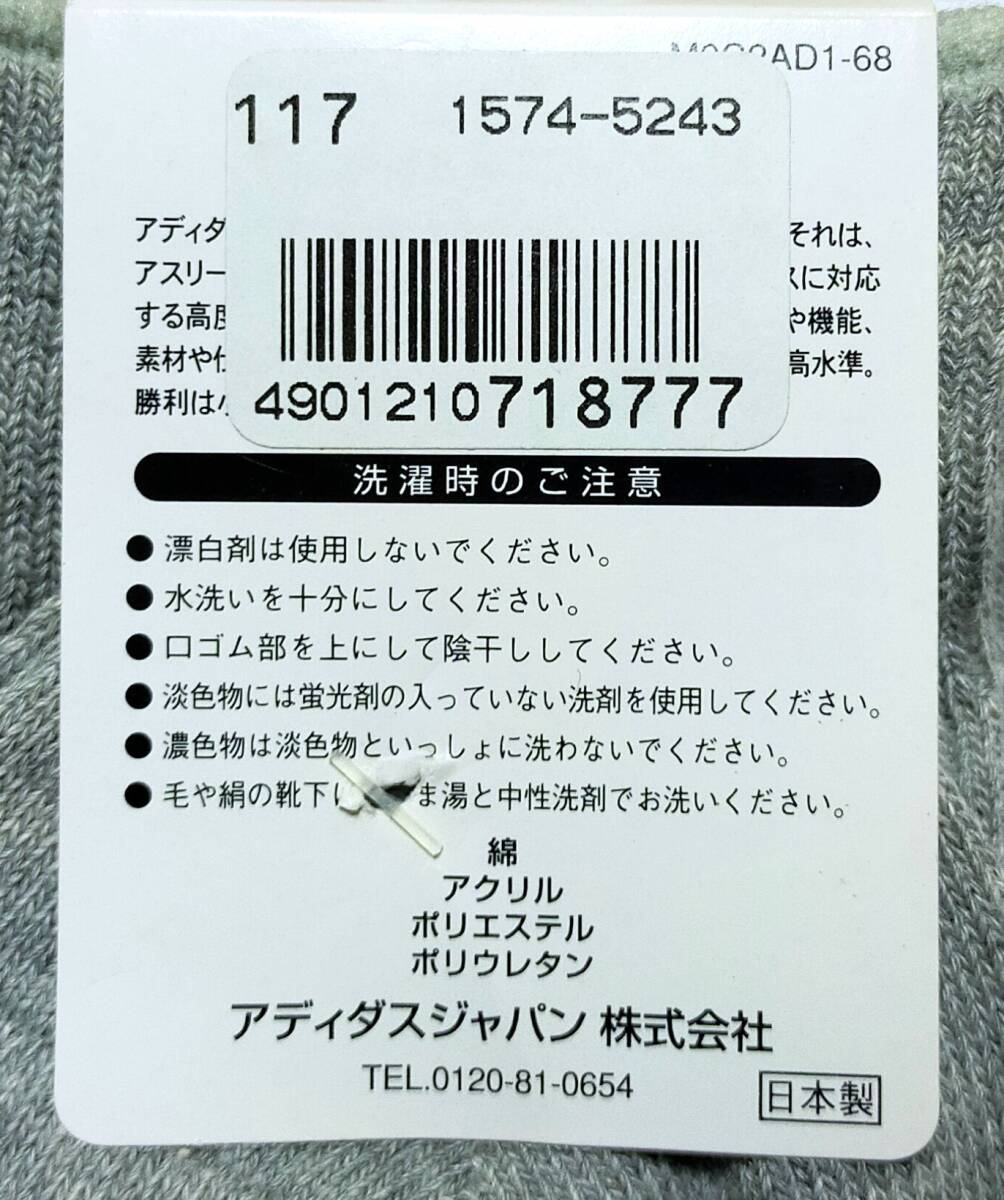 AD1-68
117 1574-5243
アディダ それは、
アスリー スに対応
する高度 や機能、
素材や仕 高水準。
勝利は
4901210718777
洗濯時のご注意
● 漂白剤は使用しないでください。
● 水洗いを十分にしてください。
● 口ゴム部を上にして陰干ししてください。
● 淡色物には蛍光剤の入っていない洗剤を使用してください。
● 濃色物は淡色物といっしょに洗わないでください。
● 毛や絹の靴下 ま湯と中性洗剤でお洗いください。
綿
アクリル
ポリエステル
ポリウレタン
アディダスジャパン 株式会社
TEL.0120-81-0654
日本製